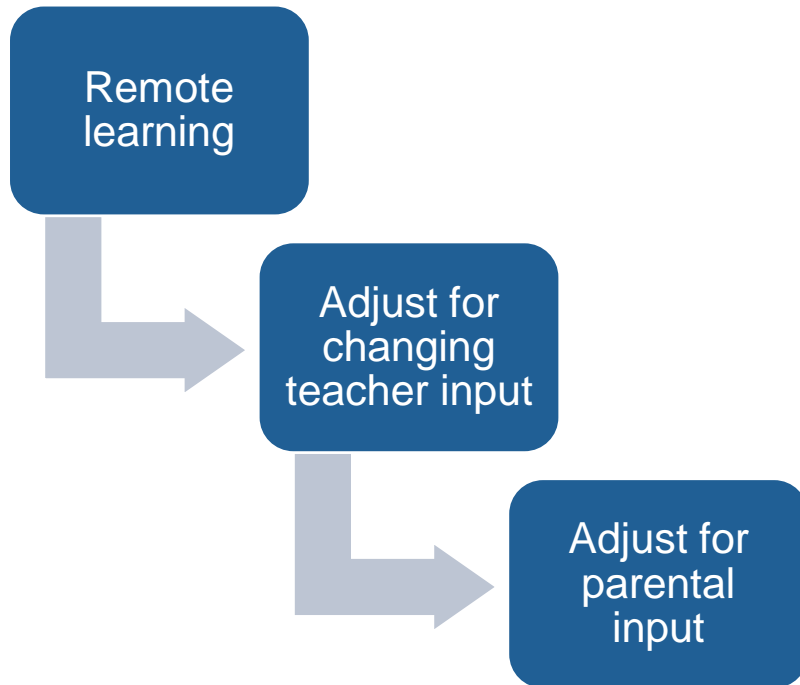 Remote
learning
Adjust for
changing
teacher input
Adjust for
parental
input